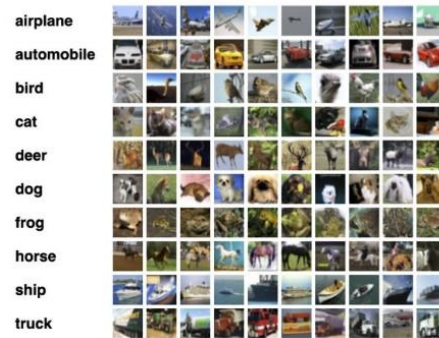 airplane
automobile
bird
cat
deer
dog
frog
horse
ship
truck